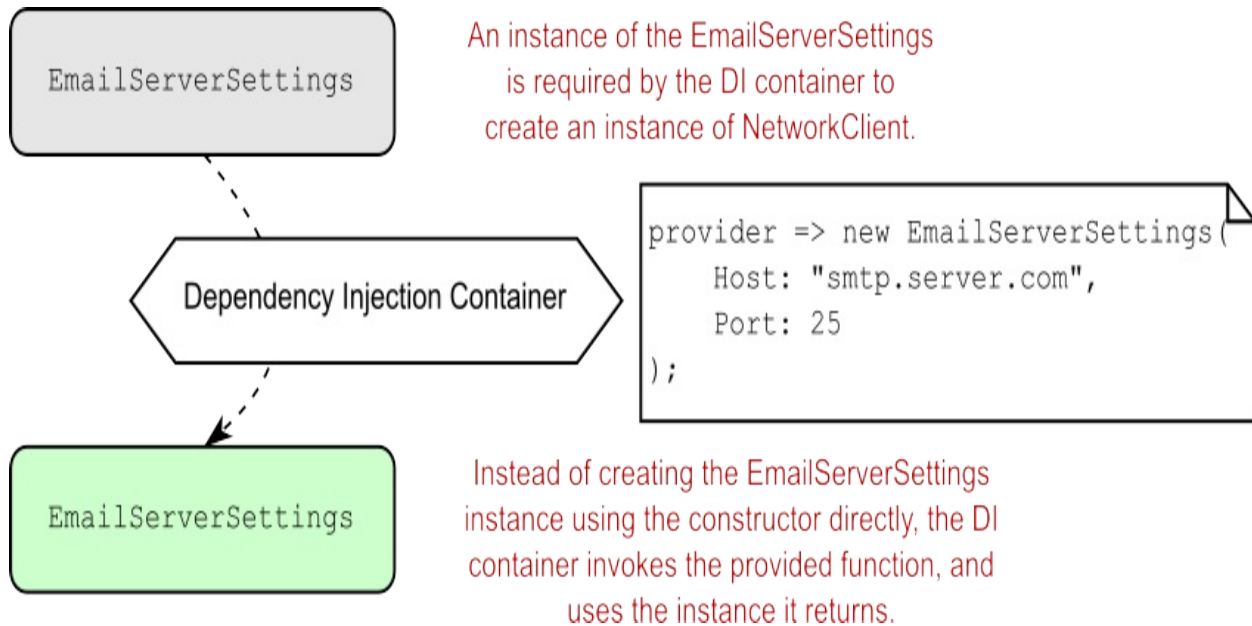 EmailServerSettings
An instance of the EmailServerSettings
is required by the DI container to
create an instance of NetworkClient.
Dependency Injection Container
provider => new EmailServerSettings(
    Host: "smtp.server.com",
    Port: 25
);
EmailServerSettings
Instead of creating the EmailServerSettings
instance using the constructor directly, the DI
container invokes the provided function, and
uses the instance it returns.